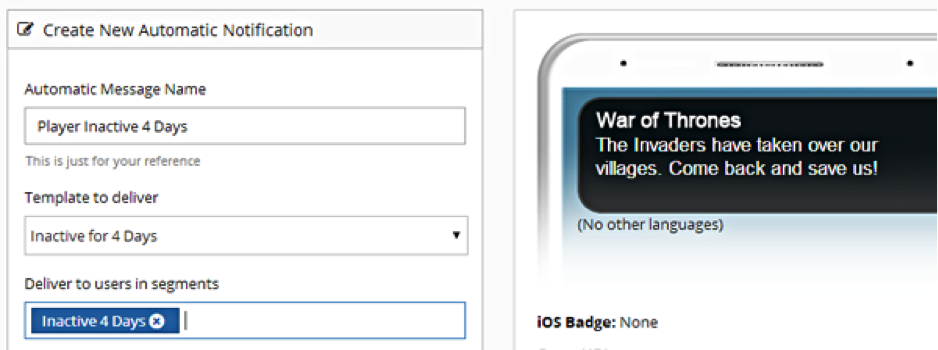 Create New Automatic Notification
Automatic Message Name
Player Inactive 4 Days
This is just for your reference
Template to deliver
Inactive for 4 Days
Deliver to users in segments
Inactive 4 Days
War of Thrones
The Invaders have taken over our
villages. Come back and save us!
(No other languages)
iOS Badge: None